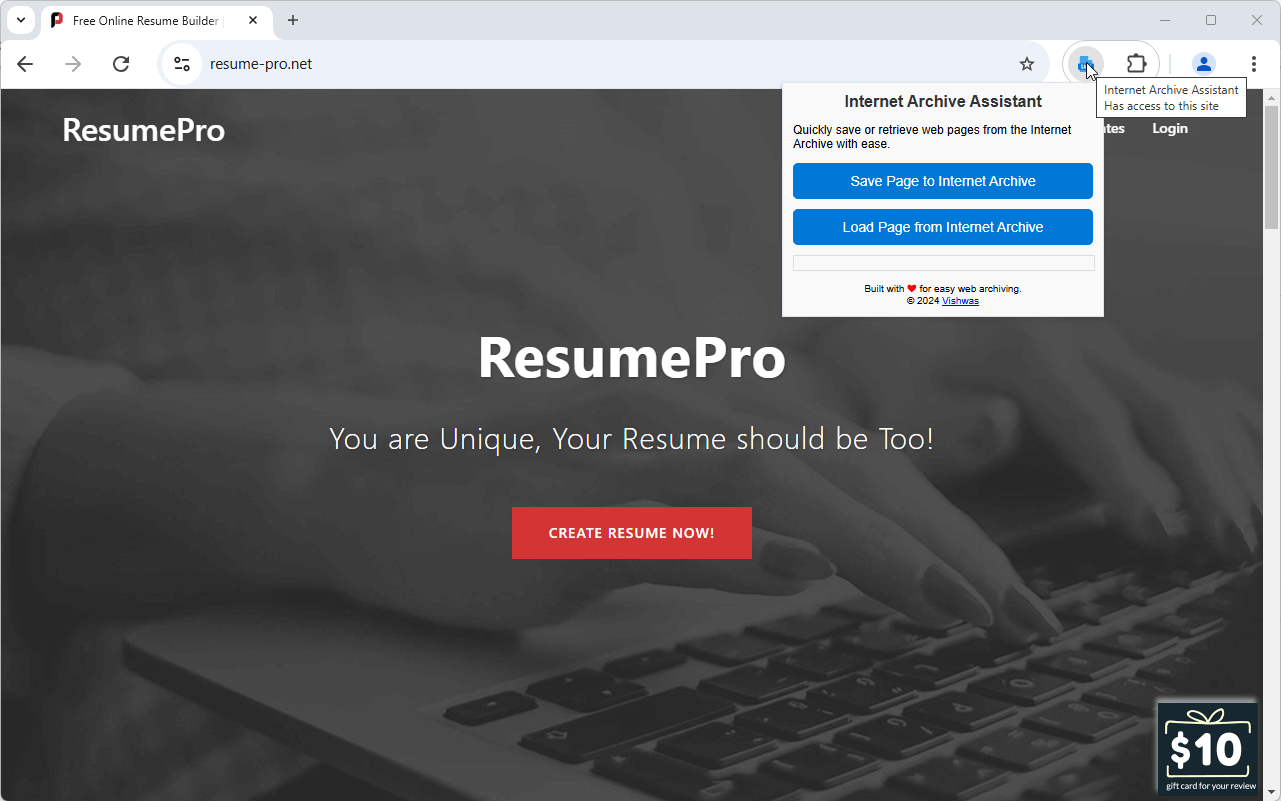 Free Online Resume Builder
resume-pro.net
Internet Archive Assistant
Has access to this site
Internet Archive Assistant
Quickly save or retrieve web pages from the Internet
Archive with ease.
Save Page to Internet Archive
Load Page from Internet Archive
Built with ❤ for easy web archiving.
© 2024 Vishwas
ResumePro
Login
ResumePro
You are Unique, Your Resume should be Too!
CREATE RESUME NOW!
$10
gift card for your review